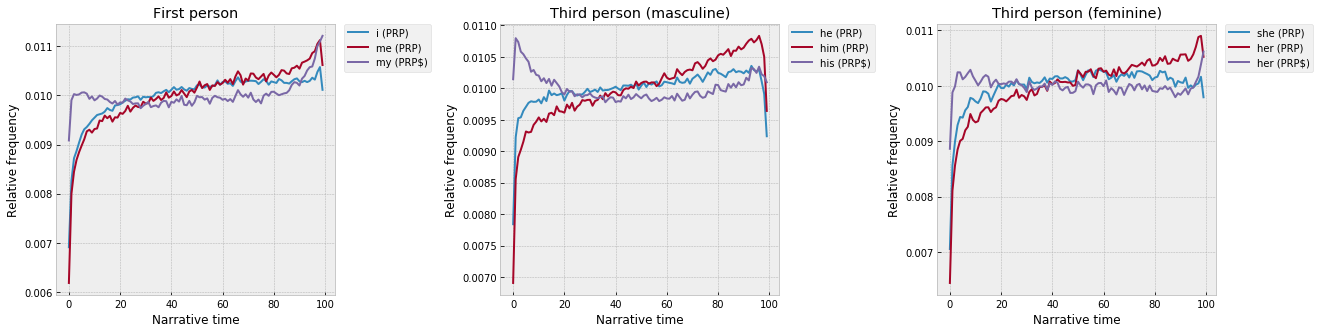 First person
i (PRP)
me (PRP)
my (PRP$)
0.011
0.010
0.009
0.008
0.007
0.006
Relative frequency
0 20 40 60 80 100
Narrative time
Third person (masculine)
he (PRP)
him (PRP)
his (PRP$)
0.0110
0.0105
0.0100
0.0095
0.0090
0.0085
0.0080
0.0075
0.0070
Relative frequency
0 20 40 60 80 100
Narrative time
Third person (feminine)
she (PRP)
her (PRP)
her (PRP$)
0.011
0.010
0.009
0.008
0.007
Relative frequency
0 20 40 60 80 100
Narrative time